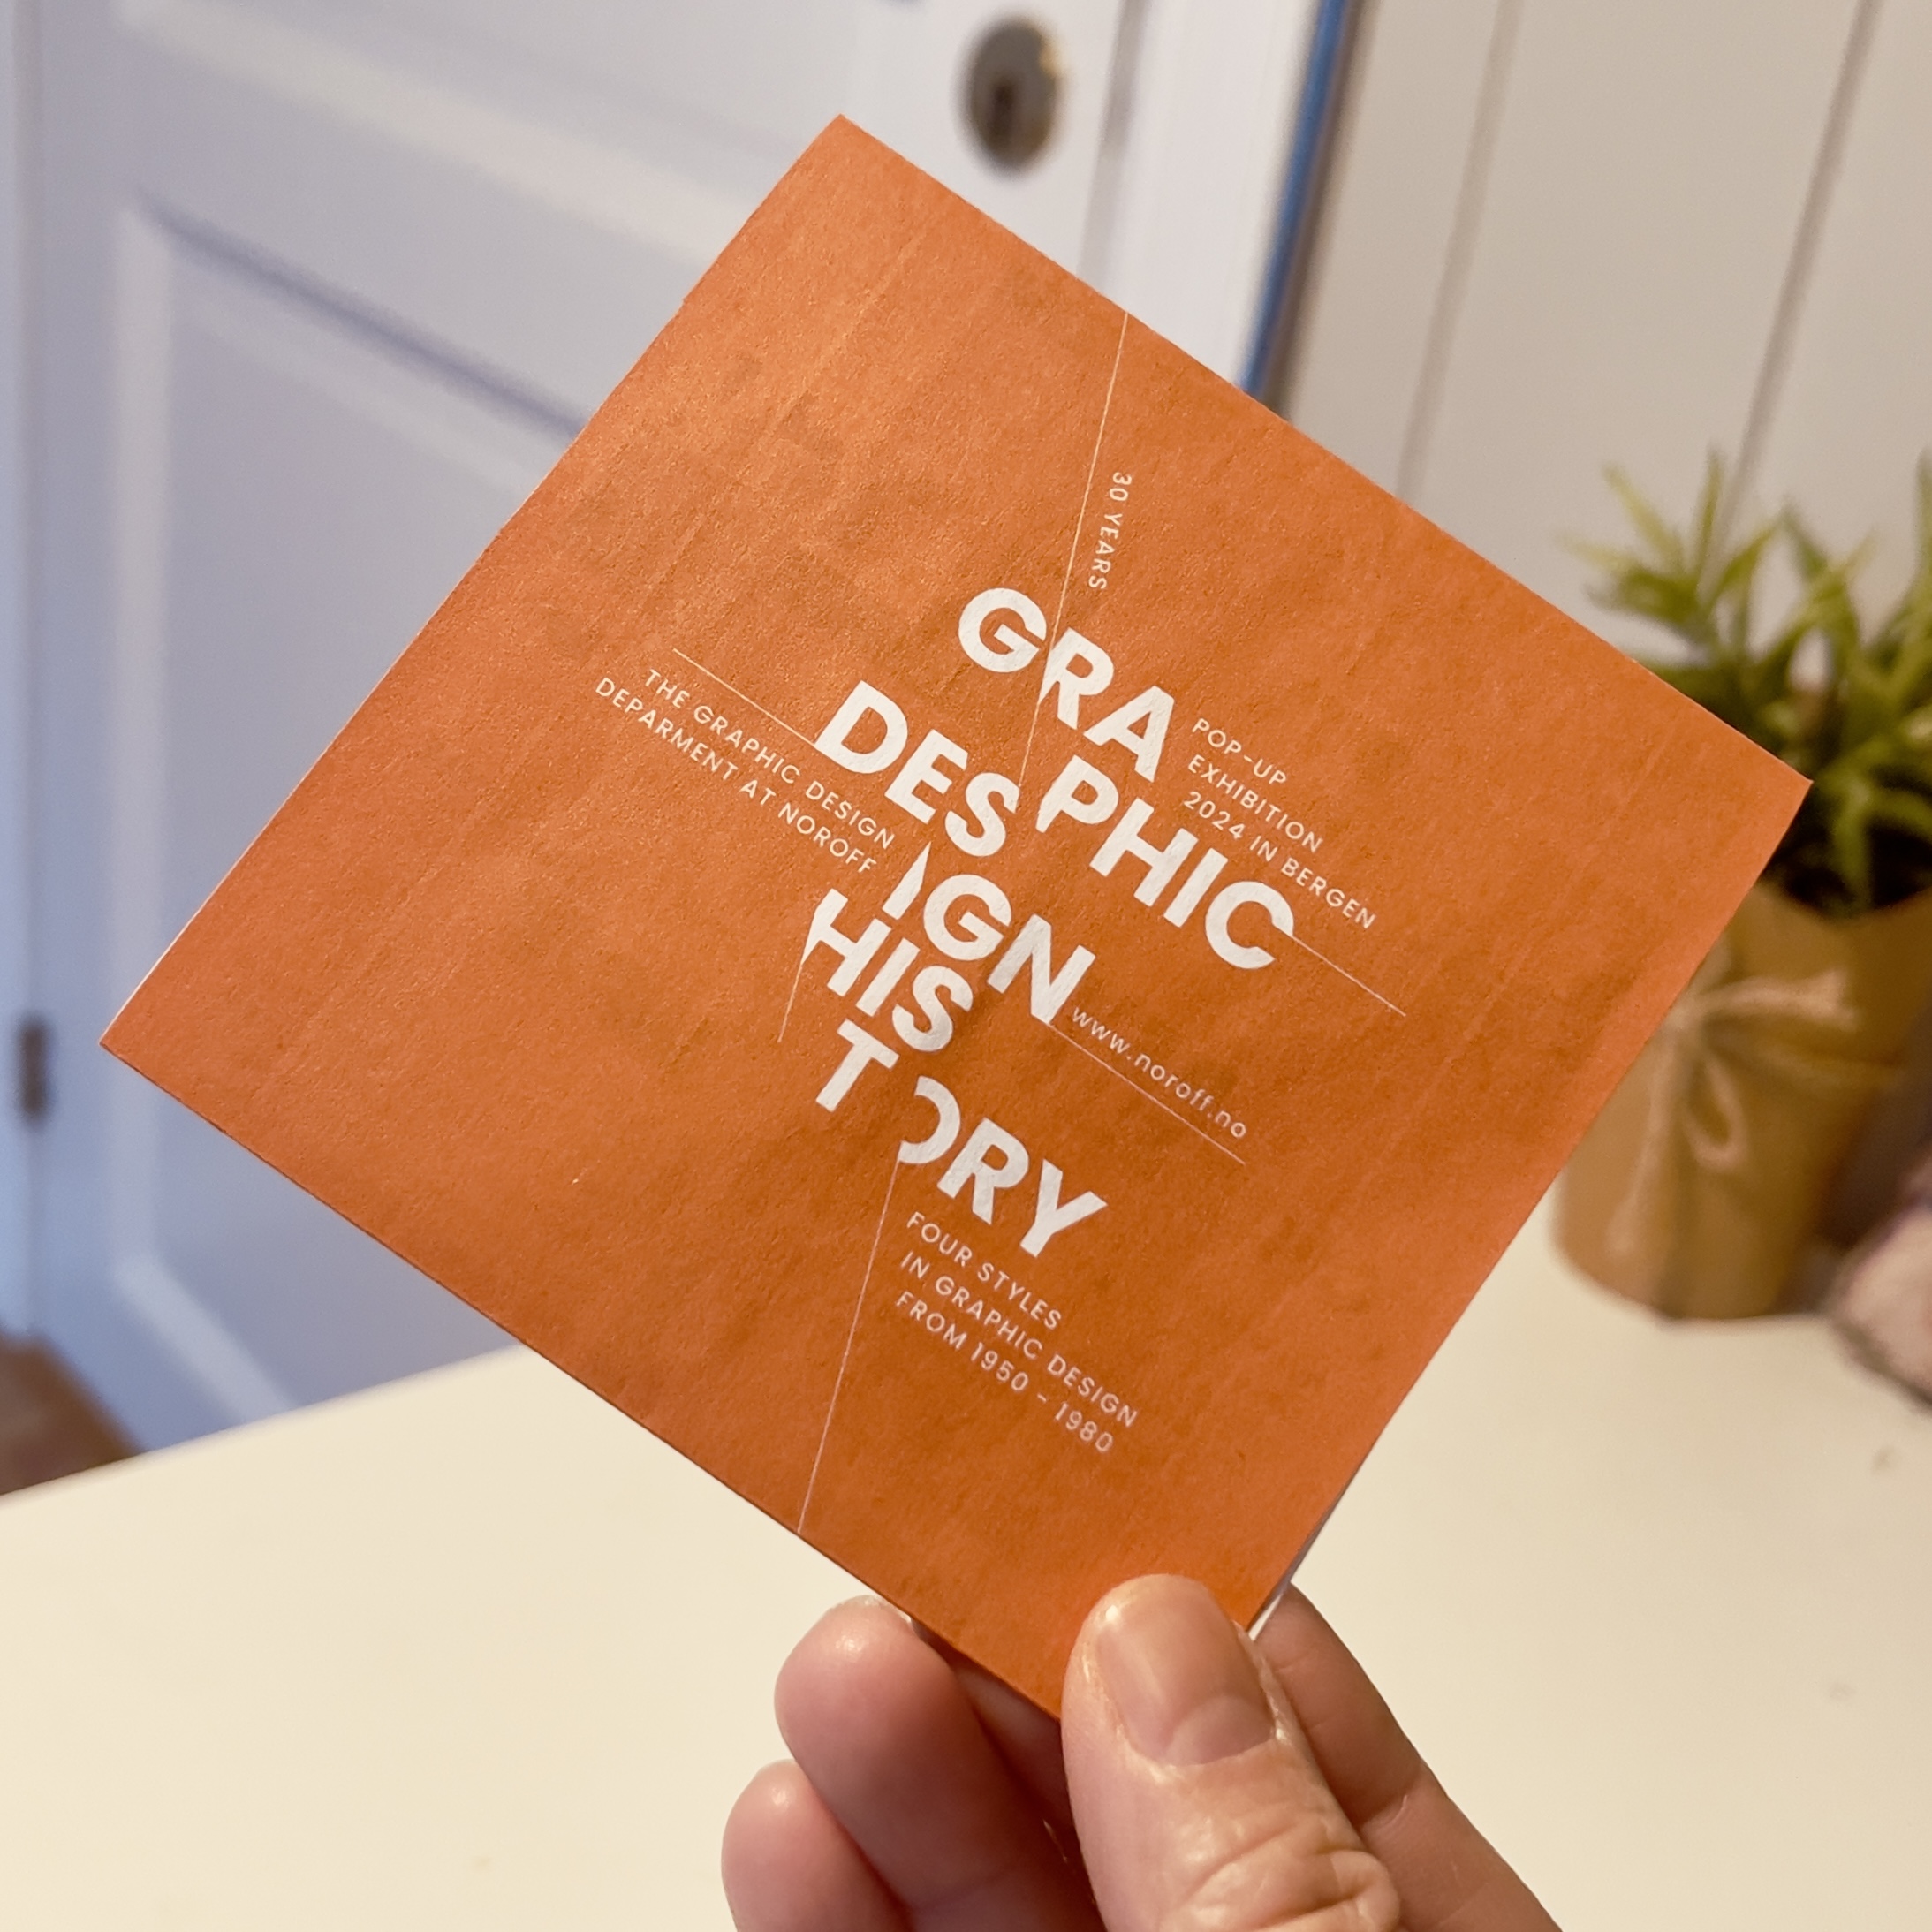 30 YEARS
GRA
PHIC
POP-UP
EXHIBITION
2024 IN BERGEN
DES
IGN
THE GRAPHIC DESIGN
DEPARMENT AT NOROFF
www.noroff.no
HIS
T ORY
FOUR STYLES
IN GRAPHIC DESIGN
FROM 1950 - 1980